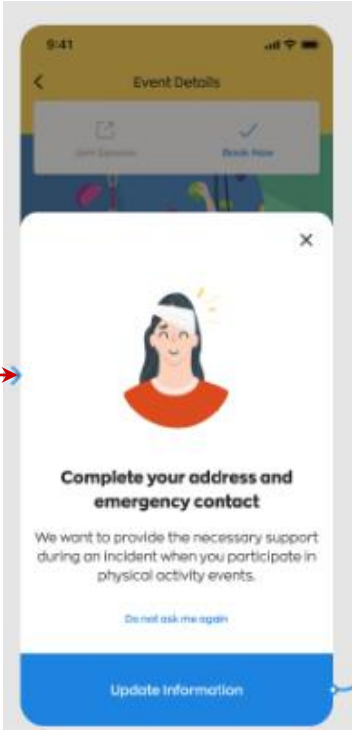 9:41
Event Details
Book Now
Complete your address and
emergency contact
We want to provide the necessary support
during an incident when you participate in
physical activity events.
Do not ask me again
Update Information